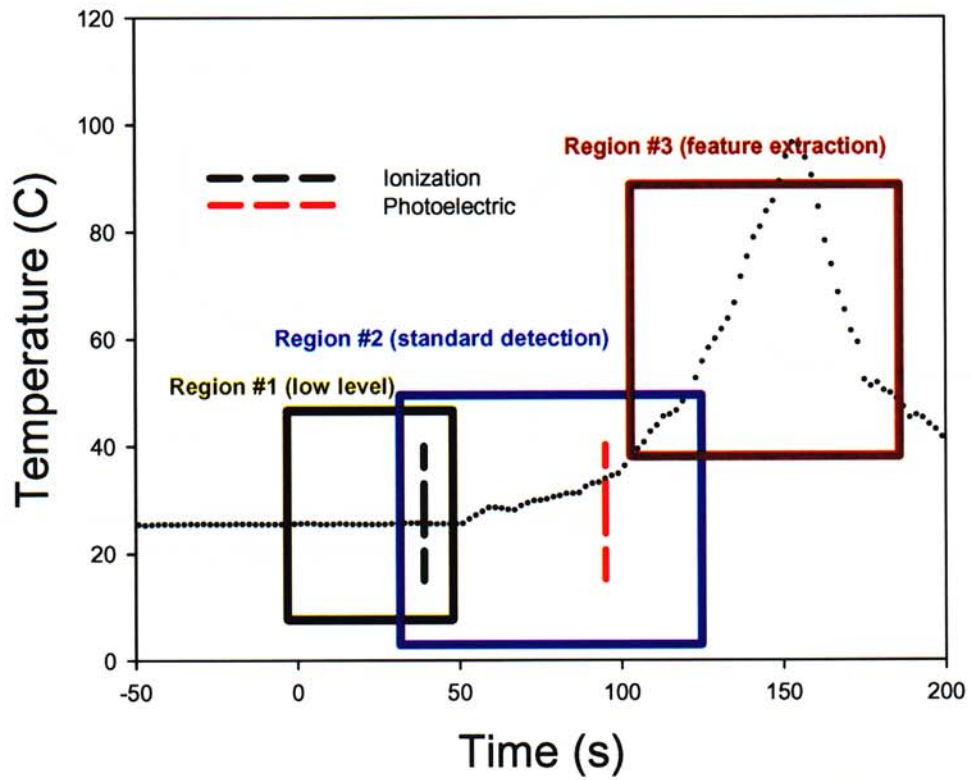 120
100
80
60
40
20
0
Temperature (C)
Region #3 (feature extraction)
Ionization
Photoelectric
Region #2 (standard detection)
Region #1 (low level)
-50 0 50 100 150 200
Time (s)